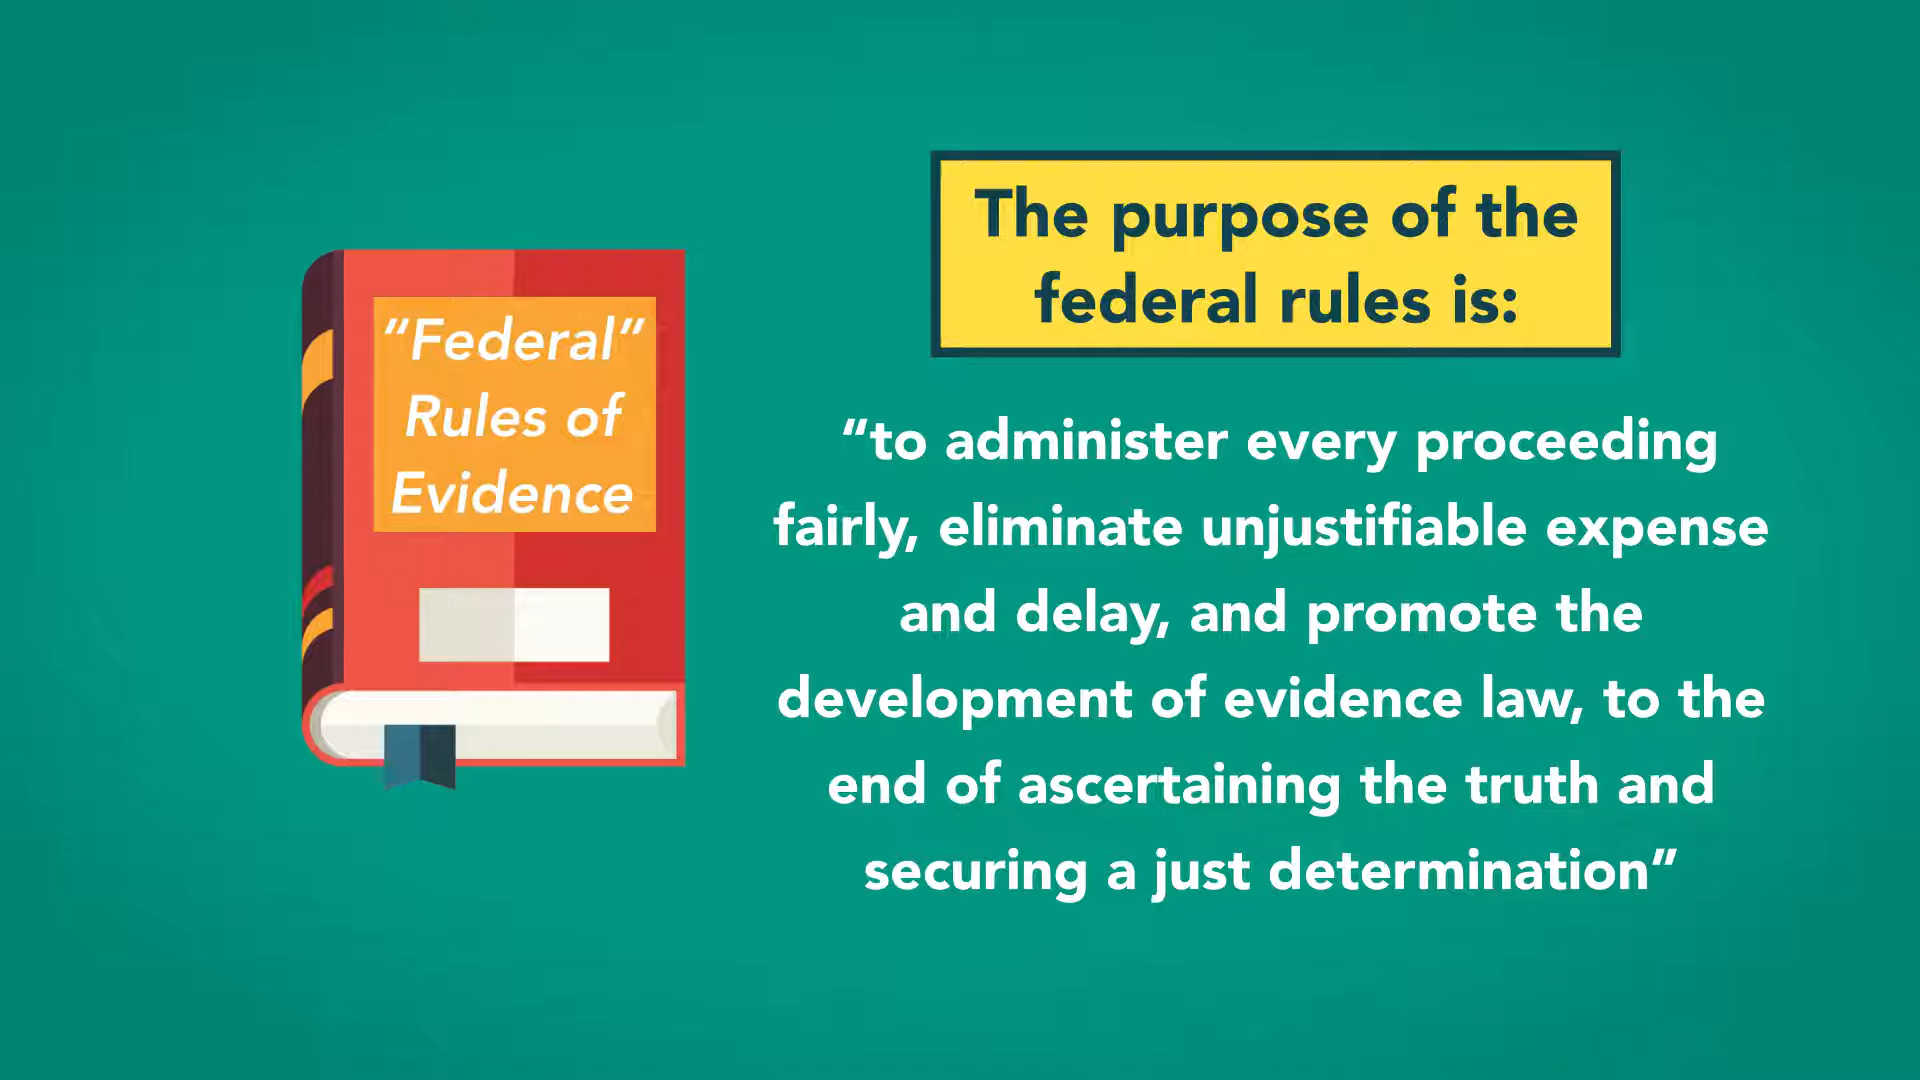 “Federal”
Rules of
Evidence
The purpose of the
federal rules is:
“to administer every proceeding
fairly, eliminate unjustifiable expense
and delay, and promote the
development of evidence law, to the
end of ascertaining the truth and
securing a just determination”